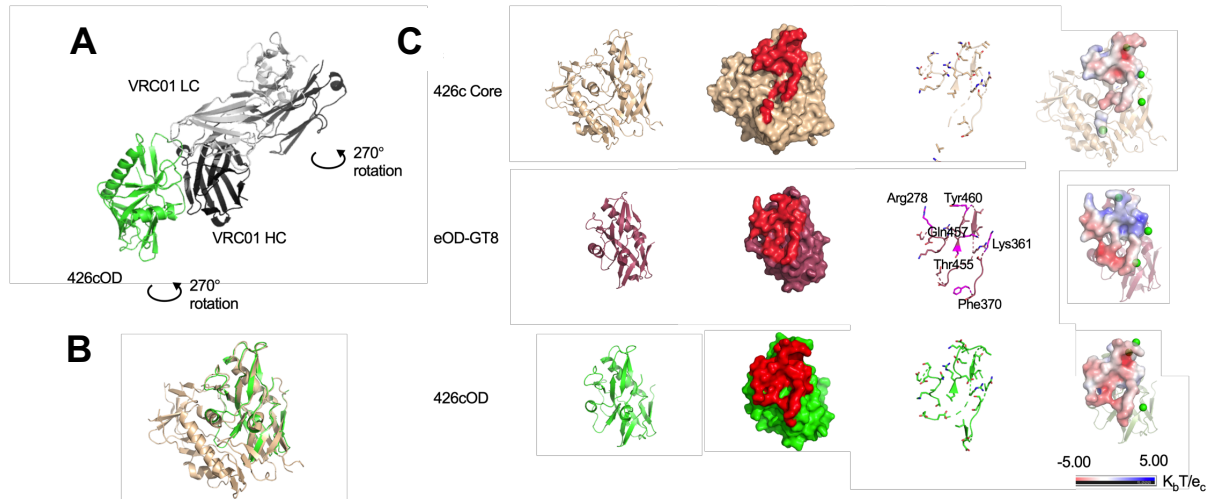 A
VRC01 LC
270°
rotation
VRC01 HC
426cOD
270°
rotation
B
C
426c Core
eOD-GT8
Arg278
Tyr460
Gln457
Lys361
Thr455
Phe370
426cOD
-5.00
5.00
KbT/ec